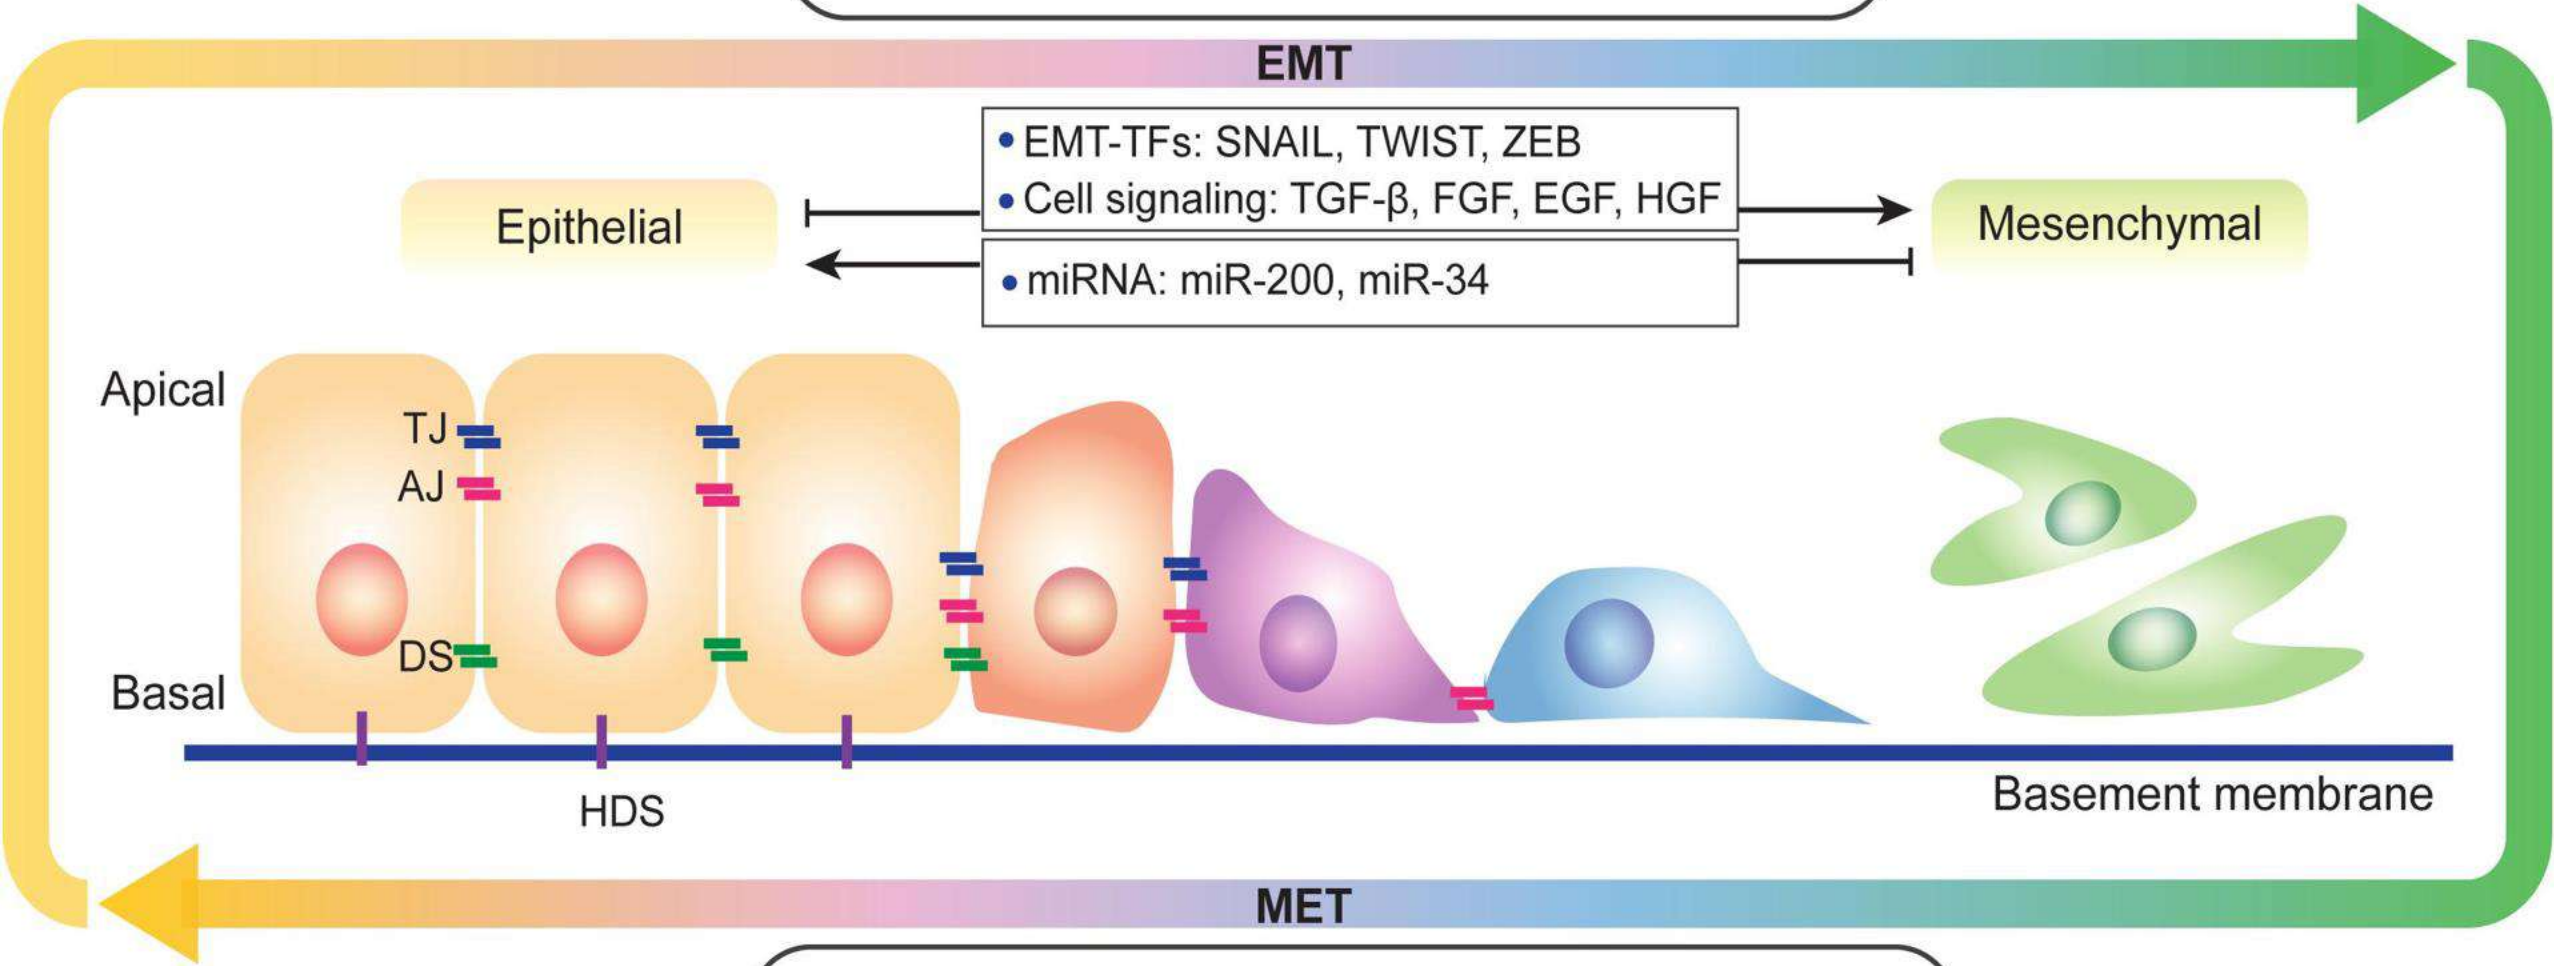 EMT
• EMT-TFs: SNAIL, TWIST, ZEB
• Cell signaling: TGF-β, FGF, EGF, HGF
Epithelial
Mesenchymal
• miRNA: miR-200, miR-34
Apical
TJ
AJ
DS
Basal
HDS
Basement membrane
MET